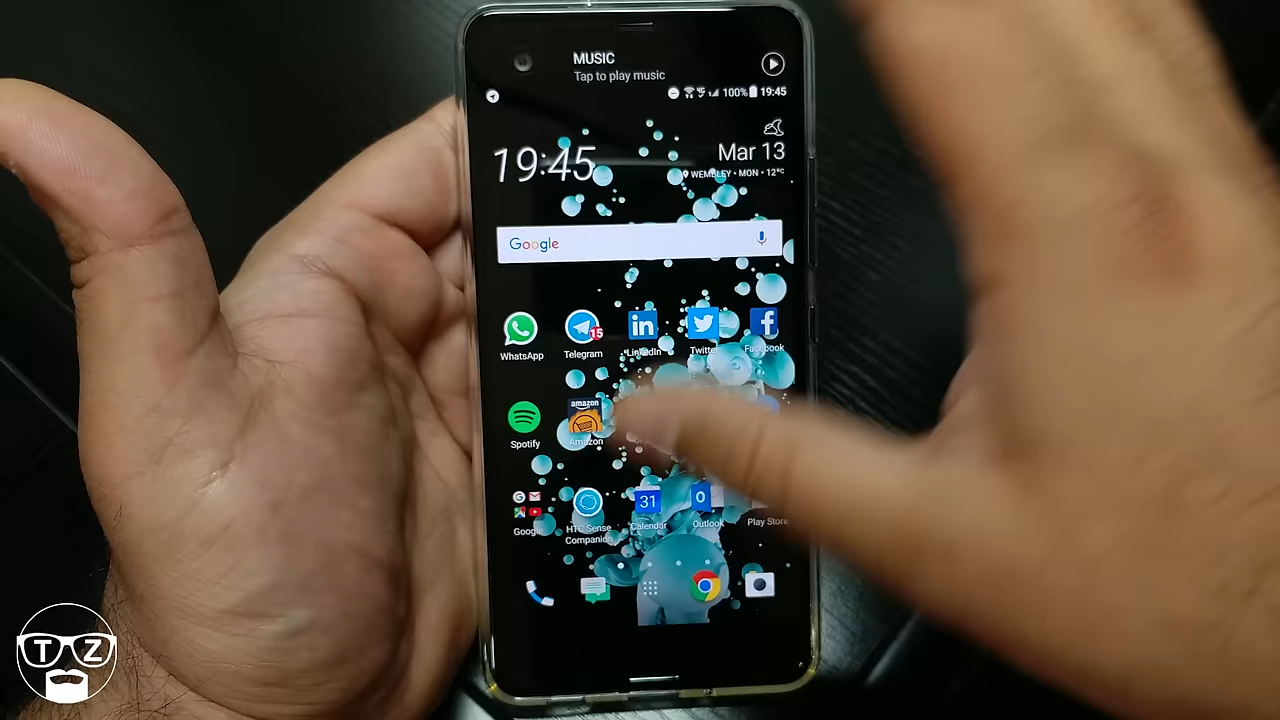 MUSIC
Tap to play music
100% 19:45
19:45
Mar 13
WEMBLEY • MON • 12°C
Google
WhatsApp
15
Telegram
in
LinkedIn
Twitter
f
Facebook
Spotify
amazon
Amazon
G
Google
HTC Sense
Companion
31
Calendar
O
Outlook
Play Store
T Z